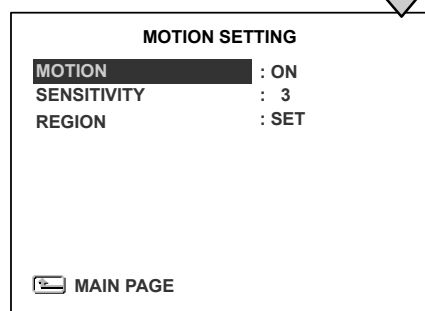 MOTION SETTING
MOTION : ON
SENSITIVITY : 3
REGION : SET
MAIN PAGE